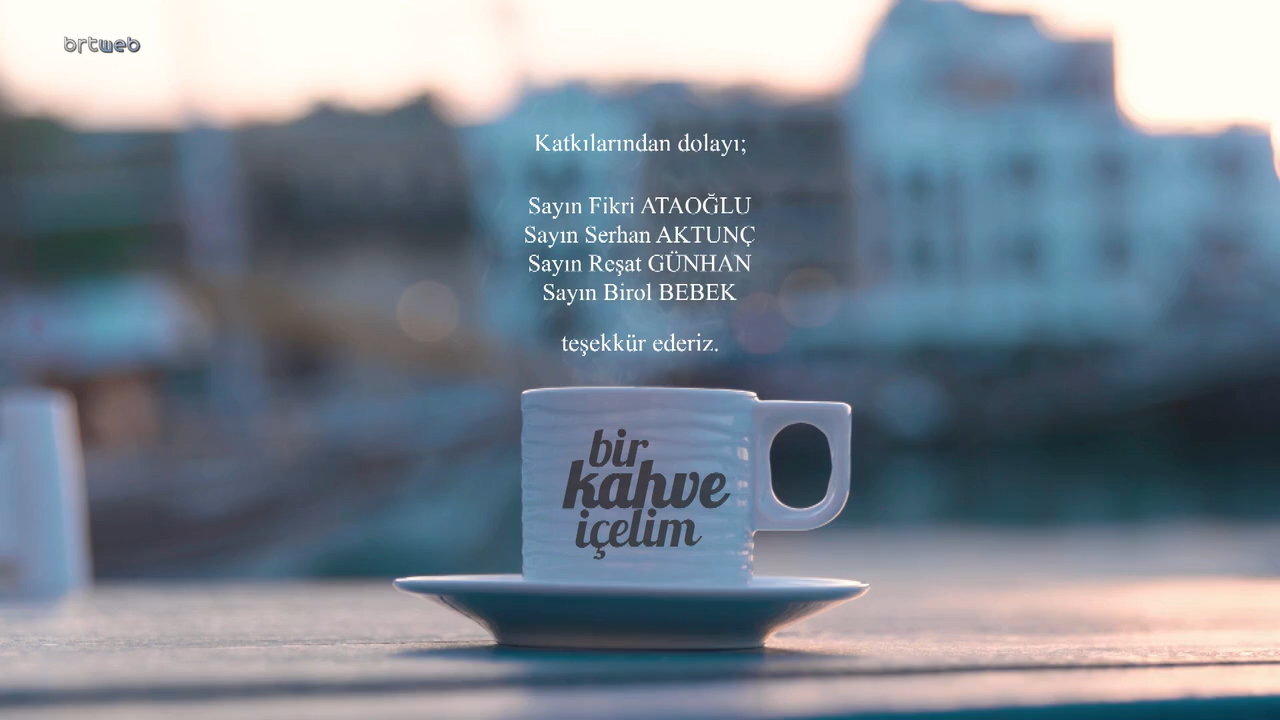 brtweb
Katkılarından dolayı;
Sayın Fikri ATAOĞLU
Sayın Serhan AKTUNÇ
Sayın Reşat GÜNHAN
Sayın Birol BEBEK
teşekkür ederiz.
bir
kahve
içelim